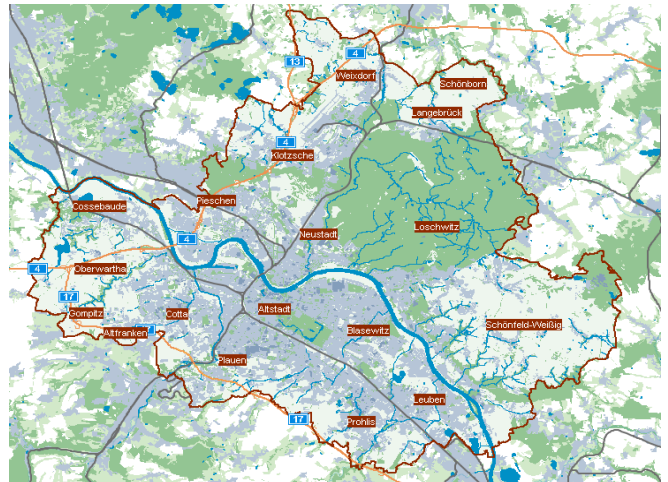 4
13
Weixdorf
Schönborn
Langebrück
4
Klotzsche
Pieschen
Cossebaude
Loschwitz
Neustadt
4
4
Oberwartha
17
Gompitz
Cotta
Altstadt
Altfranken
Blasewitz
Schönfeld-Weißig
Plauen
Leuben
17
Prohlis